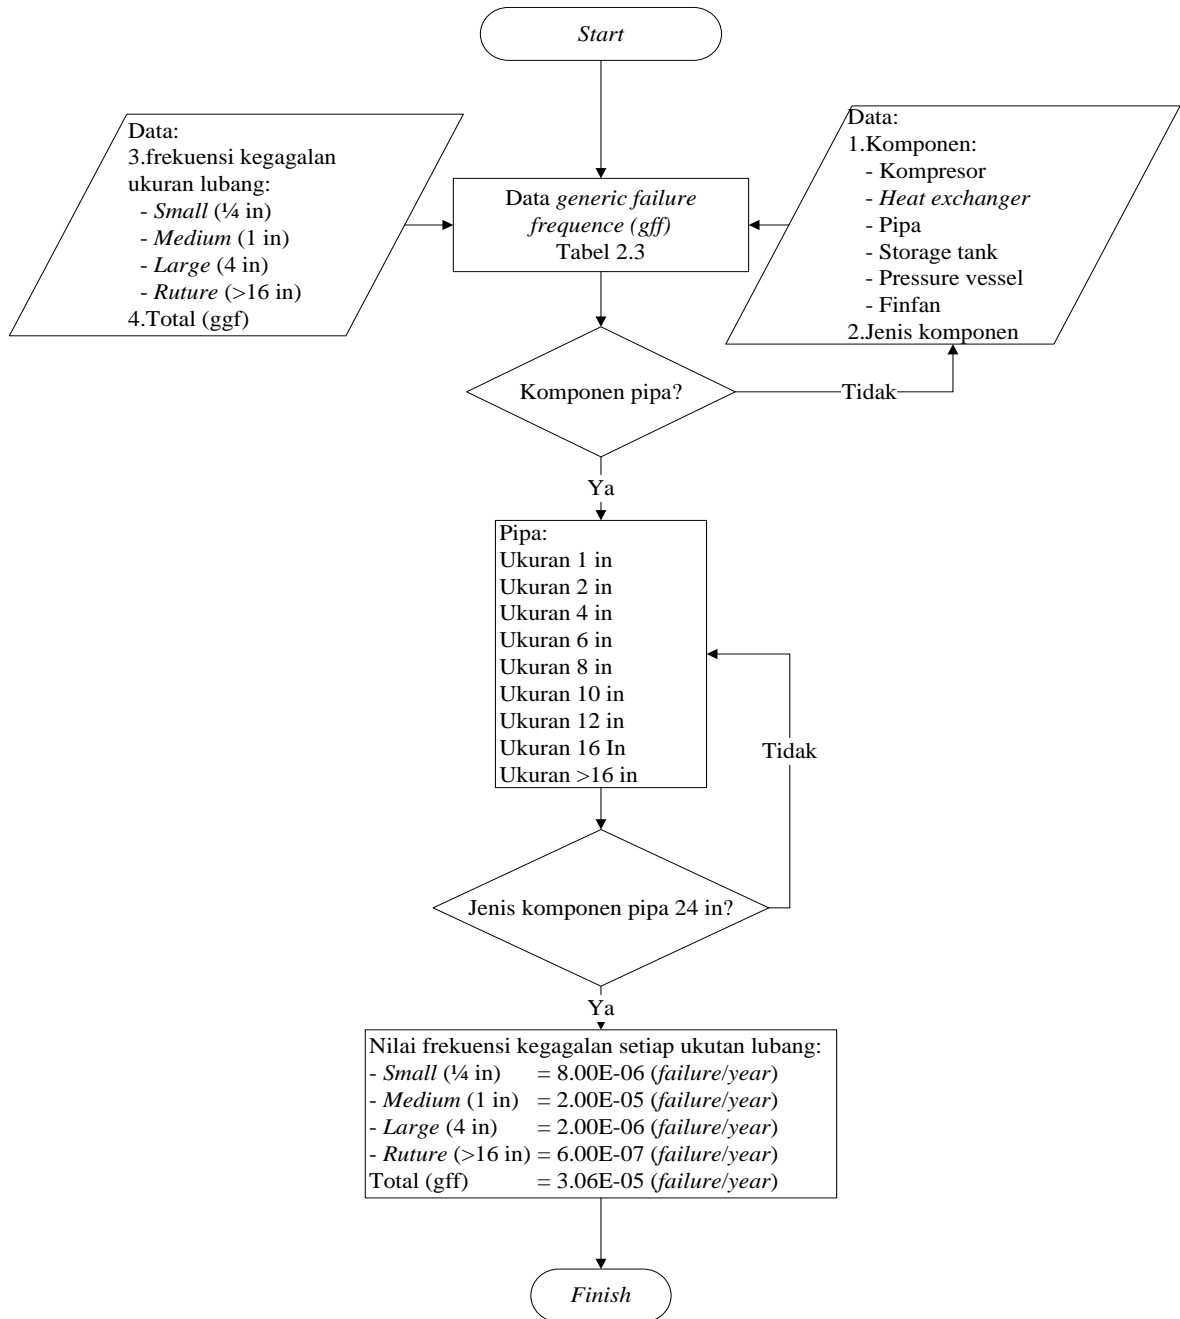 Start
Data:
3.frekuensi kegagalan
ukuran lubang:
- Small (¼ in)
- Medium (1 in)
- Large (4 in)
- Ruture (>16 in)
4.Total (ggf)
Data generic failure
frequence (gff)
Tabel 2.3
Data:
1.Komponen:
- Kompresor
- Heat exchanger
- Pipa
- Storage tank
- Pressure vessel
- Finfan
2.Jenis komponen
Komponen pipa?
Tidak
Ya
Pipa:
Ukuran 1 in
Ukuran 2 in
Ukuran 4 in
Ukuran 6 in
Ukuran 8 in
Ukuran 10 in
Ukuran 12 in
Ukuran 16 In
Ukuran >16 in
Tidak
Jenis komponen pipa 24 in?
Ya
Nilai frekuensi kegagalan setiap ukutan lubang:
- Small (¼ in) = 8.00E-06 (failure/year)
- Medium (1 in) = 2.00E-05 (failure/year)
- Large (4 in) = 2.00E-06 (failure/year)
- Ruture (>16 in) = 6.00E-07 (failure/year)
Total (gff) = 3.06E-05 (failure/year)
Finish